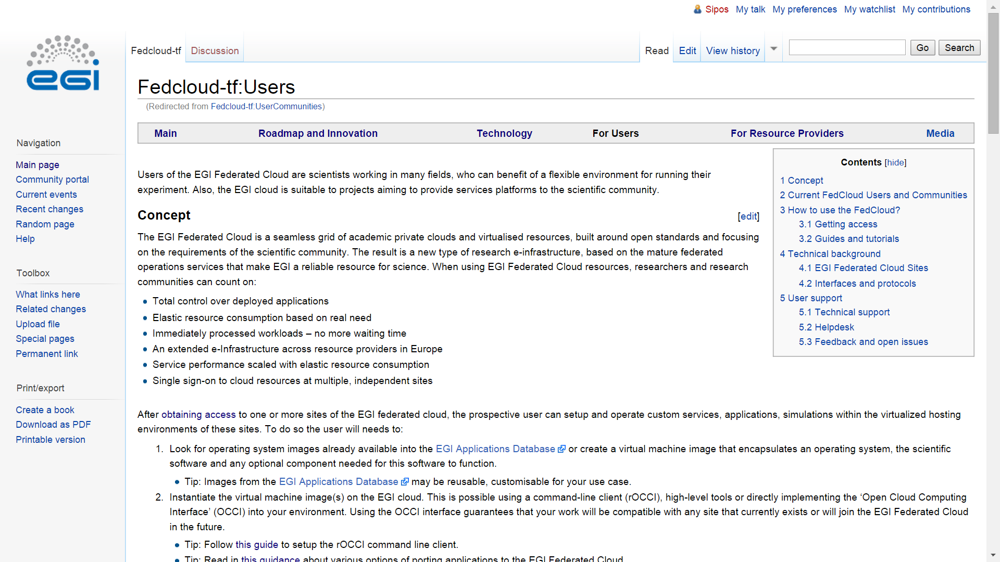 Sipos My talk My preferences My watchlist My contributions
egi
Fedcloud-tf Discussion Read Edit View history Go Search
Fedcloud-tf:Users
(Redirected from Fedcloud-tf:UserCommunities)
Main Roadmap and Innovation Technology For Users For Resource Providers Media
Navigation
Main page
Community portal
Current events
Recent changes
Random page
Help
Toolbox
What links here
Related changes
Upload file
Special pages
Permanent link
Print/export
Create a book
Download as PDF
Printable version
Contents [hide]
1 Concept
2 Current FedCloud Users and Communities
3 How to use the FedCloud?
3.1 Getting access
3.2 Guides and tutorials
4 Technical background
4.1 EGI Federated Cloud Sites
4.2 Interfaces and protocols
5 User support
5.1 Technical support
5.2 Helpdesk
5.3 Feedback and open issues
Users of the EGI Federated Cloud are scientists working in many fields, who can benefit of a flexible environment for running their
experiment. Also, the EGI cloud is suitable to projects aiming to provide services platforms to the scientific community.
Concept [edit]
The EGI Federated Cloud is a seamless grid of academic private clouds and virtualised resources, built around open standards and focusing
on the requirements of the scientific community. The result is a new type of research e-infrastructure, based on the mature federated
operations services that make EGI a reliable resource for science. When using EGI Federated Cloud resources, researchers and research
communities can count on:
• Total control over deployed applications
• Elastic resource consumption based on real need
• Immediately processed workloads – no more waiting time
• An extended e-Infrastructure across resource providers in Europe
• Service performance scaled with elastic resource consumption
• Single sign-on to cloud resources at multiple, independent sites
After obtaining access to one or more sites of the EGI federated cloud, the prospective user can setup and operate custom services, applications, simulations within the virtualized hosting
environments of these sites. To do so the user will needs to:
1. Look for operating system images already available into the EGI Applications Database or create a virtual machine image that encapsulates an operating system, the scientific
software and any optional component needed for this software to function.
• Tip: Images from the EGI Applications Database may be reusable, customisable for your use case.
2. Instantiate the virtual machine image(s) on the EGI cloud. This is possible using a command-line client (rOCCI), high-level tools or directly implementing the ‘Open Cloud Computing
Interface’ (OCCI) into your environment. Using the OCCI interface guarantees that your work will be compatible with any site that currently exists or will join the EGI Federated Cloud
in the future.
• Tip: Follow this guide to setup the rOCCI command line client.
• Tip: Read in this guidance about various options of porting applications to the EGI Federated Cloud.